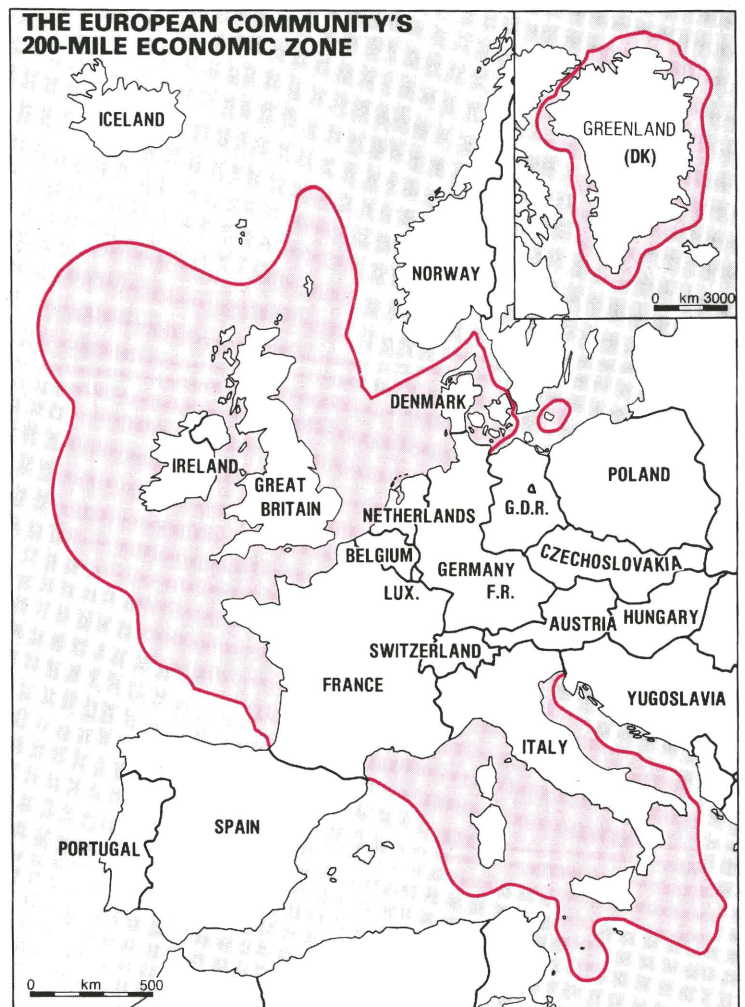 THE EUROPEAN COMMUNITY'S
200-MILE ECONOMIC ZONE
ICELAND
GREENLAND
(DK)
0 km 3000
NORWAY
DENMARK
IRELAND
GREAT
BRITAIN
POLAND
NETHERLANDS
G.D.R.
BELGIUM
GERMANY
F.R.
CZECHOSLOVAKIA
LUX.
AUSTRIA
HUNGARY
SWITZERLAND
FRANCE
YUGOSLAVIA
ITALY
SPAIN
PORTUGAL
0 km 500